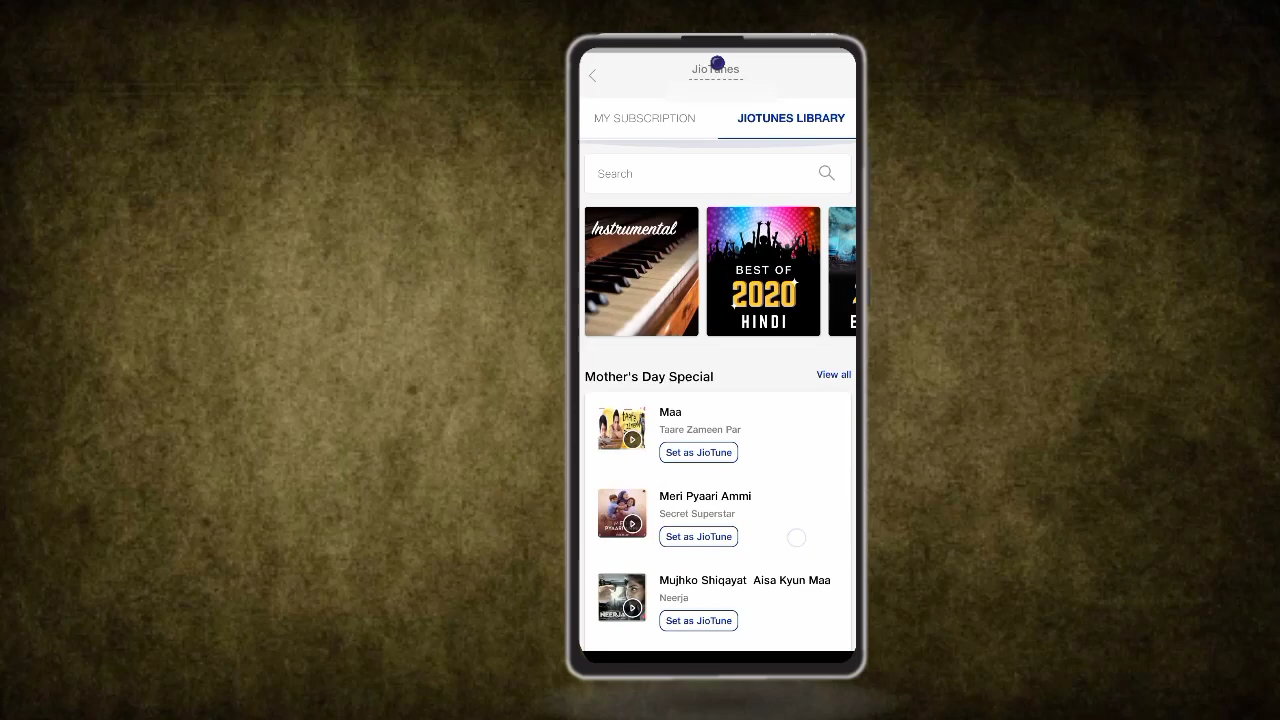 JioTunes
MY SUBSCRIPTION
JIOTUNES LIBRARY
Search
Instrumental
BEST OF
2020
HINDI
Mother's Day Special
View all
Maa
Taare Zameen Par
Set as JioTune
Meri Pyaari Ammi
Secret Superstar
Set as JioTune
Mujhko Shiqayat Aisa Kyun Maa
Neerja
Set as JioTune
NEERJA